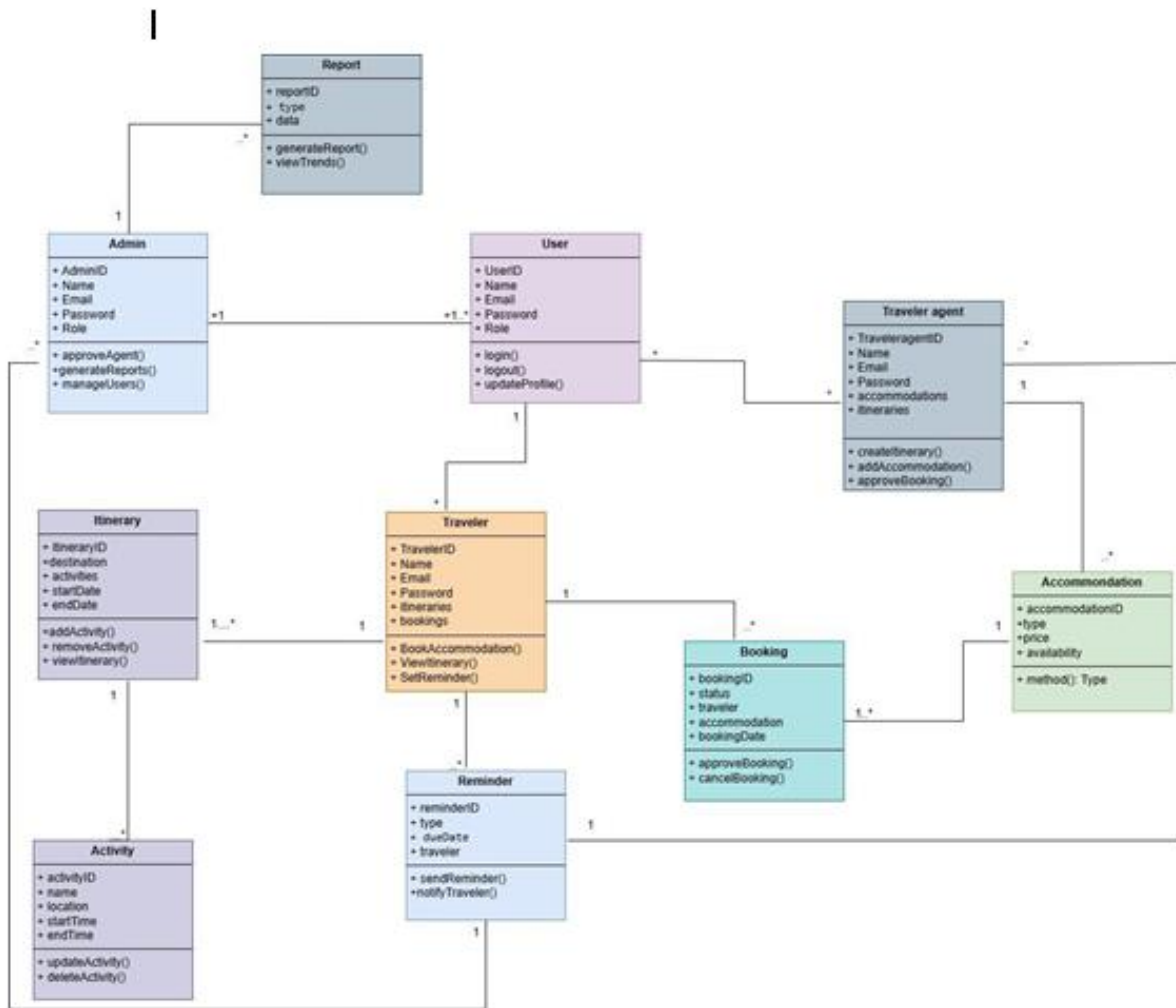 Report
+ reportID
+ type
+ data
+ generateReport()
+ viewTrends()
..*
1
Admin
+ AdminID
+ Name
+ Email
+ Password
+ Role
+ approveAgent()
+generateReports()
+ manageUsers()
+1
+1..*
..*
User
+ UserID
+ Name
+ Email
+ Password
+ Role
+ login()
+ logout()
+ updateProfile()
*
*
1
*
Traveler agent
+ TraveleragentID
+ Name
+ Email
+ Password
+ accommodations
+ itineraries
+ createItinerary()
+ addAccommodation()
+ approveBooking()
..*
1
..*
Itinerary
+ ItineraryID
+destination
+ activities
+ startDate
+ endDate
+addActivity()
+ removeActivity()
+ viewItinerary()
1....*
1
1
...*
Traveler
+ TravelerID
+ Name
+ Email
+ Password
+ itineraries
+ bookings
+ BookAccommodation()
+ ViewItinerary()
+ SetReminder()
1
..*
1
..*
Accommondation
+ accommodationID
+type
+price
+ availability
+ method(): Type
1
1..*
Booking
+ bookingID
+ status
+ traveler
+ accommodation
+ bookingDate
+ approveBooking()
+ cancelBooking()
Reminder
+ reminderID
+ type
+ dueDate
+ traveler
+ sendReminder()
+notifyTraveler()
1
1
Activity
+ activityID
+ name
+ location
+ startTime
+ endTime
+ updateActivity()
+ deleteActivity()